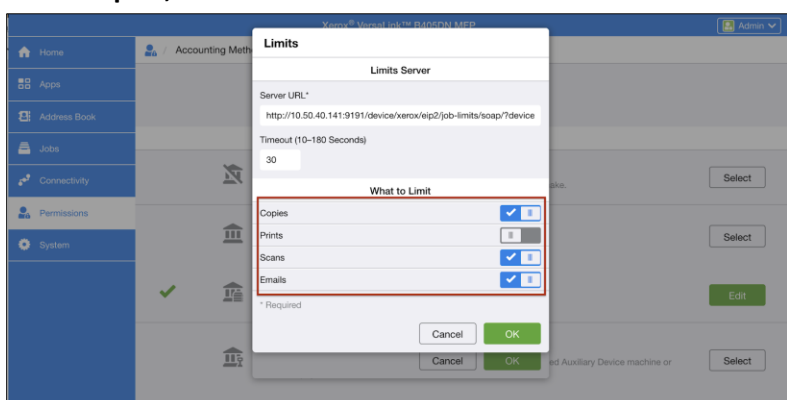 Xerox® VersaLink™ B405DN MFP
Admin
Home
Accounting Meth
Limits
Apps
Limits Server
Address Book
Server URL*
http://10.50.40.141:9191/device/xerox/eip2/job-limits/soap/?device
Jobs
Timeout (10–180 Seconds)
30
Connectivity
ake.
Select
What to Limit
Permissions
Copies
Prints
Select
System
Scans
Emails
Edit
* Required
Cancel
OK
Cancel
OK
ed Auxiliary Device machine or
Select